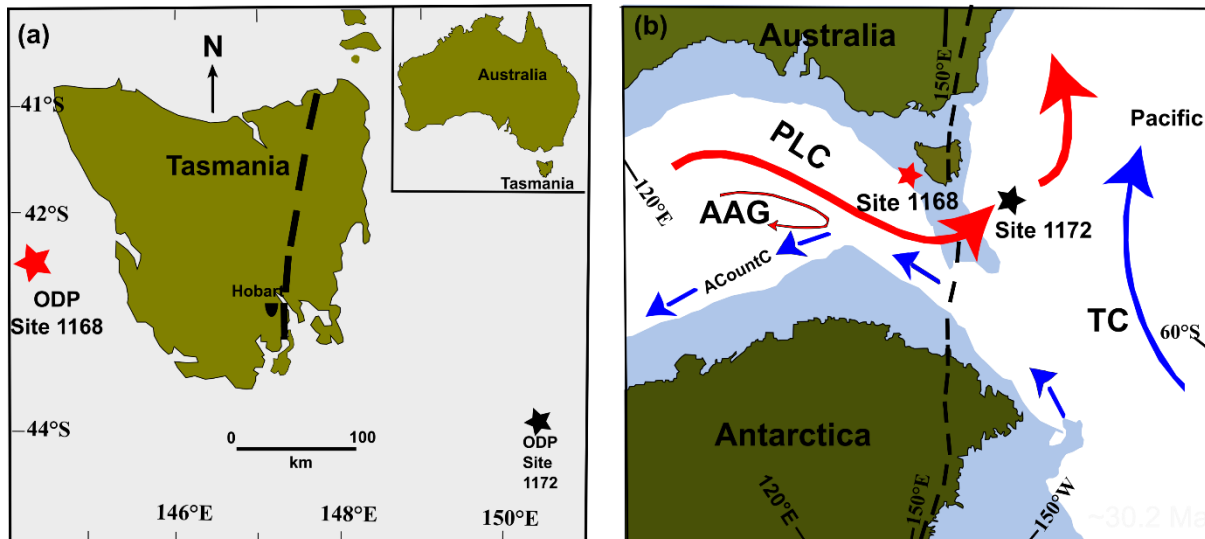 (a)
N
Australia
Tasmania
41°S
Tasmania
42°S
Hobart
ODP
Site 1168
0
100
km
44°S
ODP
Site
1172
146°E
148°E
150°E
(b)
Australia
150°E
Pacific
PLC
120°E
Site 1168
AAG
Site 1172
ACountC
TC
60°S
Antarctica
120°E
150°E
150°W
~30.2 Ma